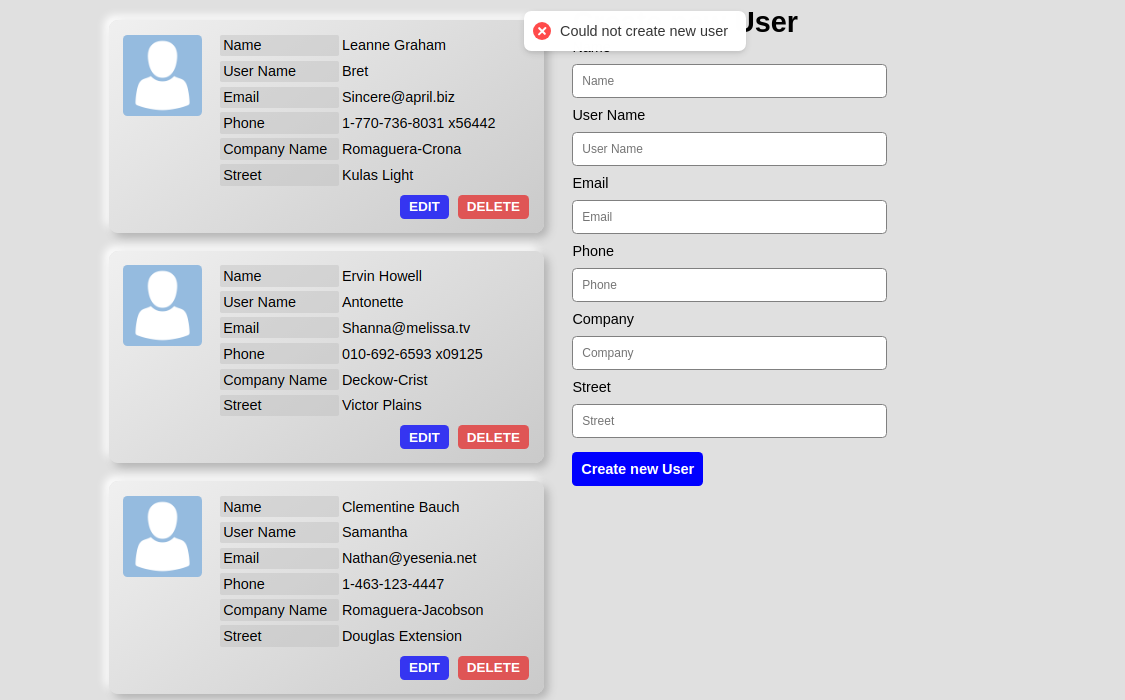 Could not create new user
User
Name Leanne Graham
User Name Bret
Email Sincere@april.biz
Phone 1-770-736-8031 x56442
Company Name Romaguera-Crona
Street Kulas Light
EDIT DELETE
Name Ervin Howell
User Name Antonette
Email Shanna@melissa.tv
Phone 010-692-6593 x09125
Company Name Deckow-Crist
Street Victor Plains
EDIT DELETE
Name Clementine Bauch
User Name Samantha
Email Nathan@yesenia.net
Phone 1-463-123-4447
Company Name Romaguera-Jacobson
Street Douglas Extension
EDIT DELETE
Name
Name
User Name
User Name
Email
Email
Phone
Phone
Company
Company
Street
Street
Create new User